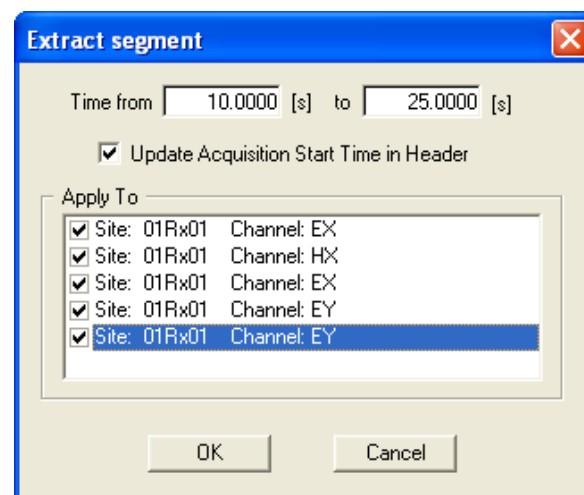 Extract segment
Time from 10.0000 [s] to 25.0000 [s]
Update Acquisition Start Time in Header
Apply To
Site: 01Rx01 Channel: EX
Site: 01Rx01 Channel: HX
Site: 01Rx01 Channel: EX
Site: 01Rx01 Channel: EY
Site: 01Rx01 Channel: EY
OK Cancel